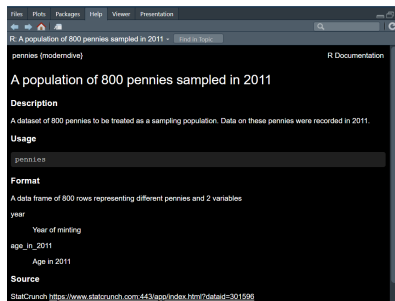 Files Plots Packages Help Viewer Presentation
R: A population of 800 pennies sampled in 2011 Find in Topic
pennies {moderndive} R Documentation
A population of 800 pennies sampled in 2011
Description
A dataset of 800 pennies to be treated as a sampling population. Data on these pennies were recorded in 2011.
Usage
pennies
Format
A data frame of 800 rows representing different pennies and 2 variables
year
Year of minting
age_in_2011
Age in 2011
Source
StatCrunch https://www.statcrunch.com:443/app/index.html?dataid=301596